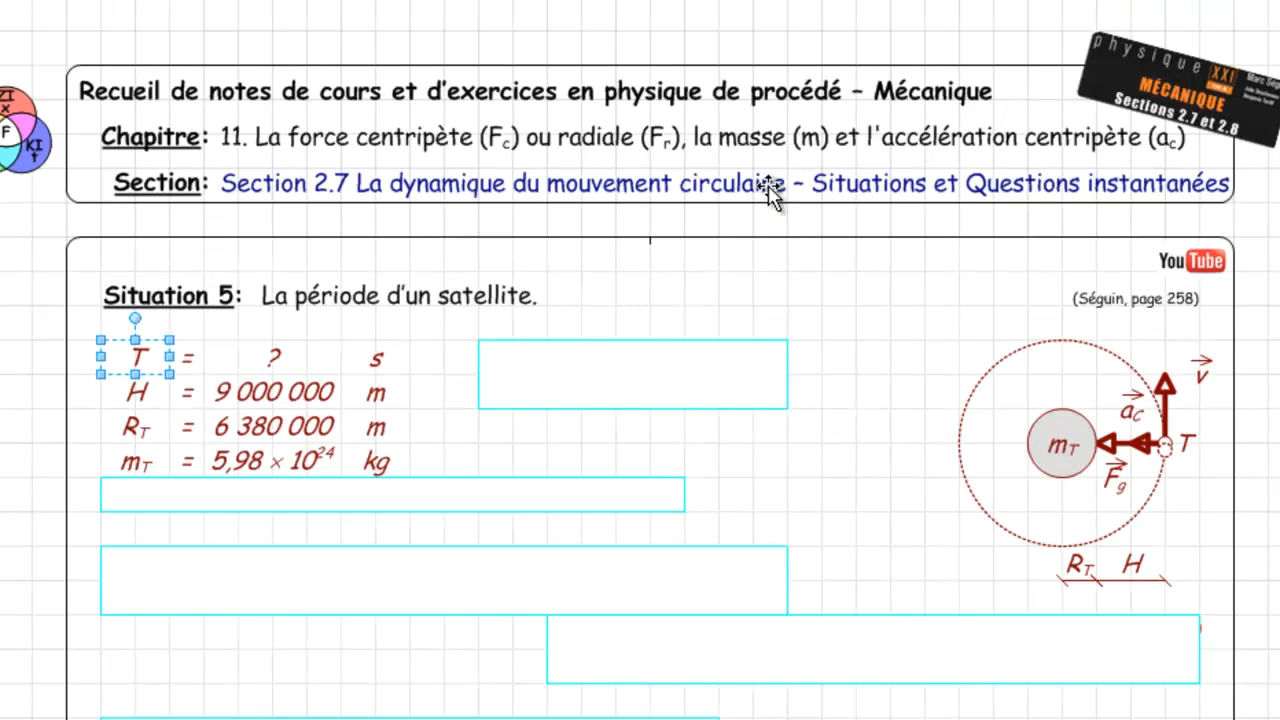 physique XXI
MÉCANIQUE
Sections 2.7 et 2.8
Recueil de notes de cours et d'exercices en physique de procédé - Mécanique
Chapitre: 11. La force centripète (Fc) ou radiale (Fr), la masse (m) et l'accélération centripète (ac)
Section: Section 2.7 La dynamique du mouvement circulaire ~ Situations et Questions instantanées
F
KI
YouTube
Situation 5: La période d'un satellite.
(Séguin, page 258)
T = ? s
H = 9 000 000 m
RT = 6 380 000 m
mT = 5,98 × 10²⁴ kg
v
ac
mT
T
Fg
RT H